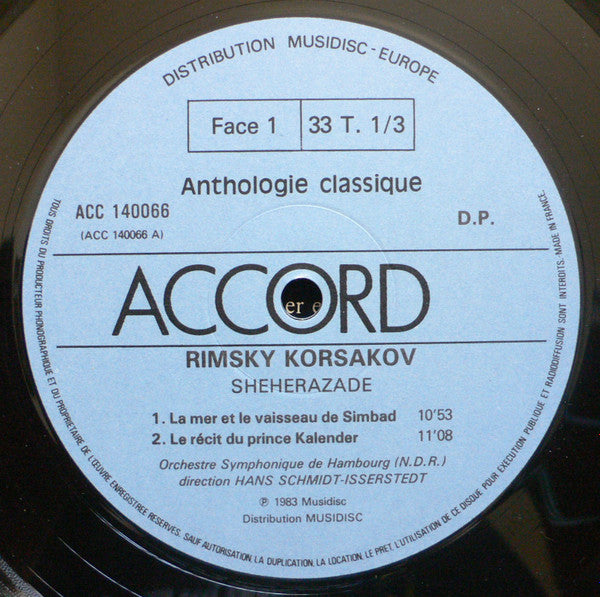 DISTRIBUTION MUSIDISC - EUROPE
Face 1
33 T. 1/3
Anthologie classique
ACC 140066
(ACC 140066 A)
D.P.
ACCORD
er e
RIMSKY KORSAKOV
SHEHERAZADE
1. La mer et le vaisseau de Simbad 10'53
2. Le récit du prince Kalender 11'08
Orchestre Symphonique de Hambourg (N.D.R.)
direction HANS SCHMIDT-ISSERSTEDT
℗ 1983 Musidisc
Distribution MUSIDISC
TOUS DROITS DU PRODUCTEUR PHONOGRAPHIQUE ET DU PROPRIETAIRE DE L'ŒUVRE ENREGISTREE RESERVES. SAUF AUTORISATION, LA DUPLICATION, LA LOCATION, LE PRET, L'UTILISATION DE CE DISQUE POUR EXECUTION PUBLIQUE ET RADIODIFFUSION SONT INTERDITS. MADE IN FRANCE.